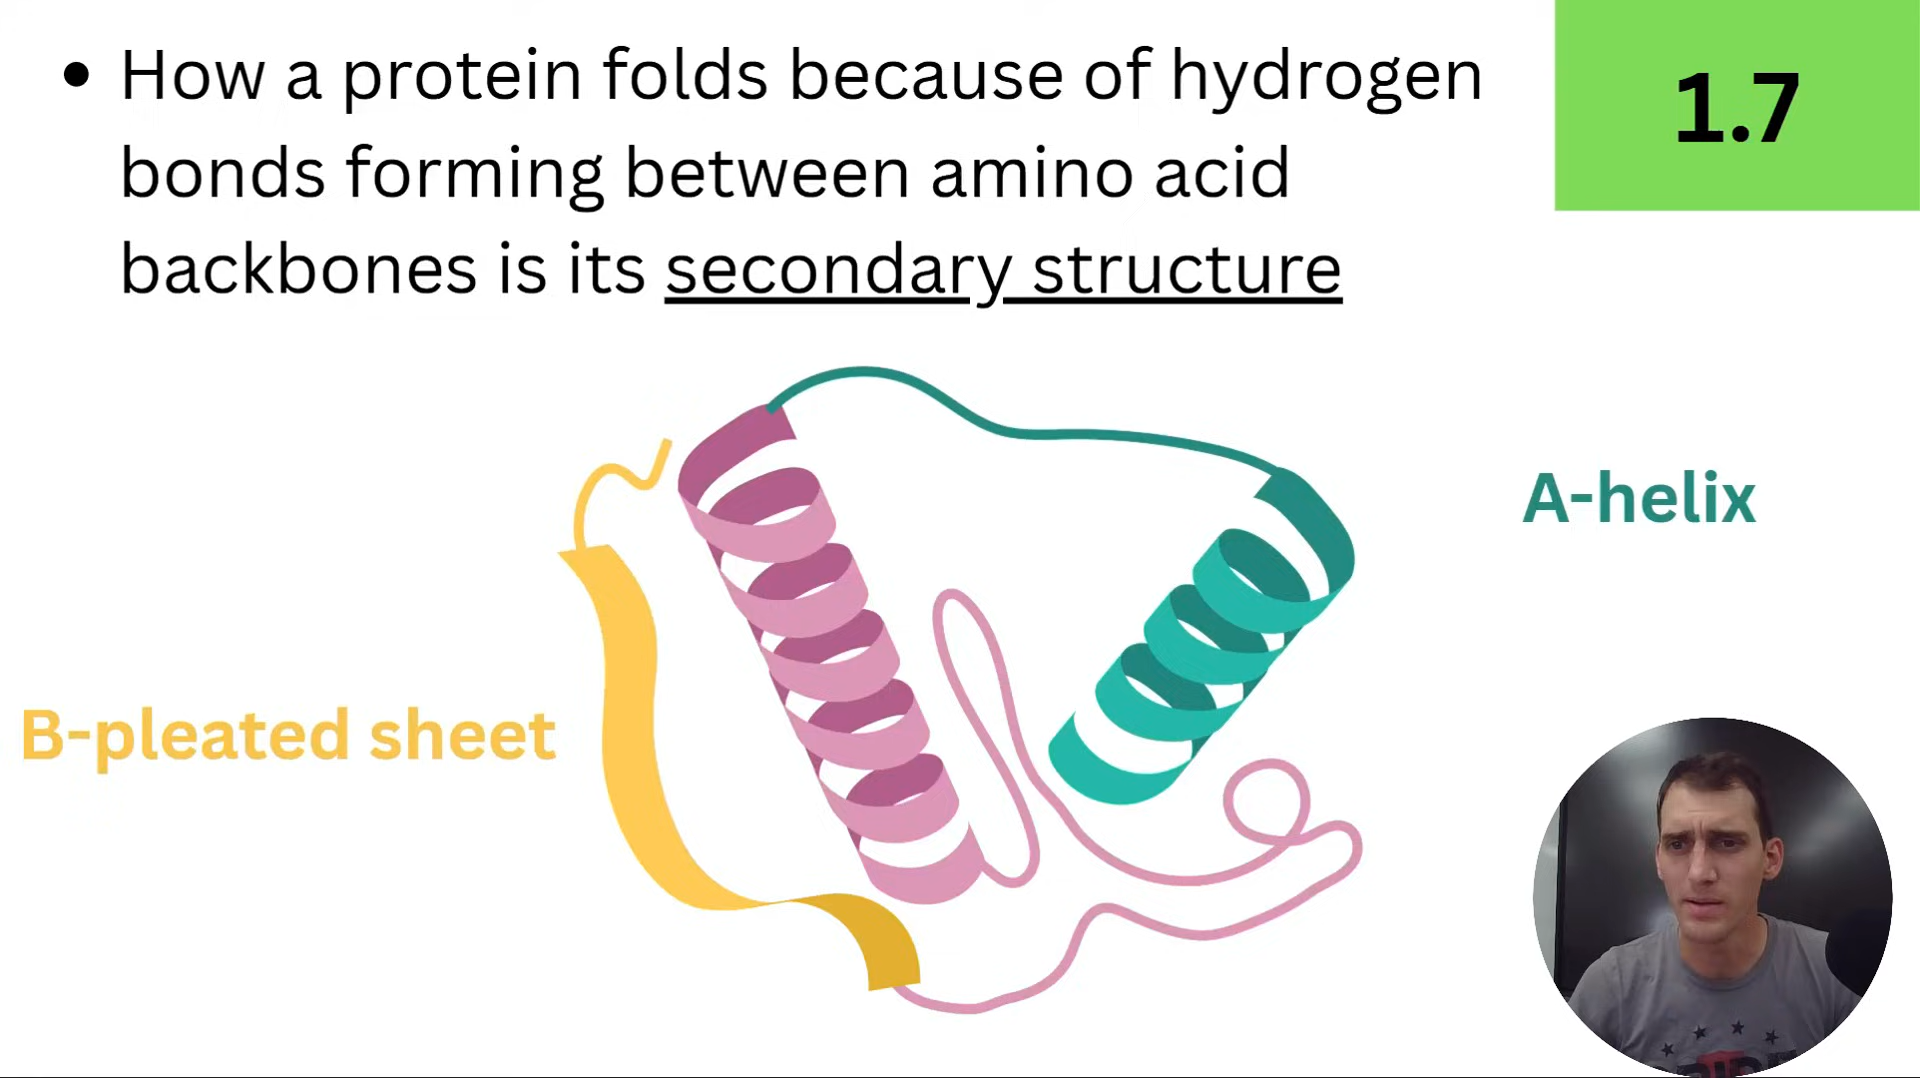 • How a protein folds because of hydrogen
bonds forming between amino acid
backbones is its secondary structure
1.7
A-helix
B-pleated sheet